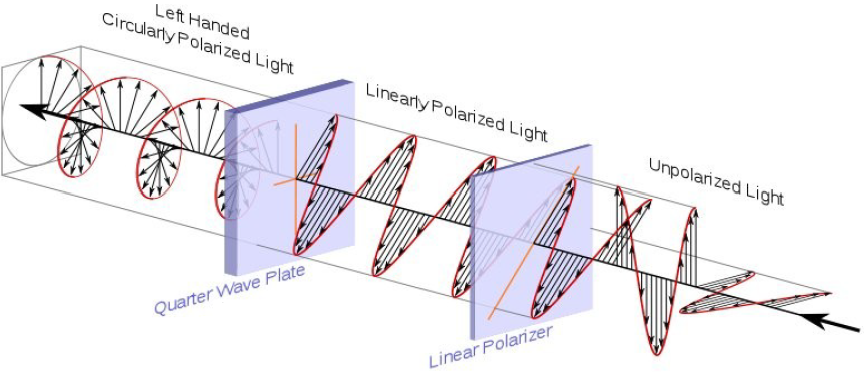 Left Handed
Circularly Polarized Light
Linearly Polarized Light
Unpolarized Light
Quarter Wave Plate
Linear Polarizer